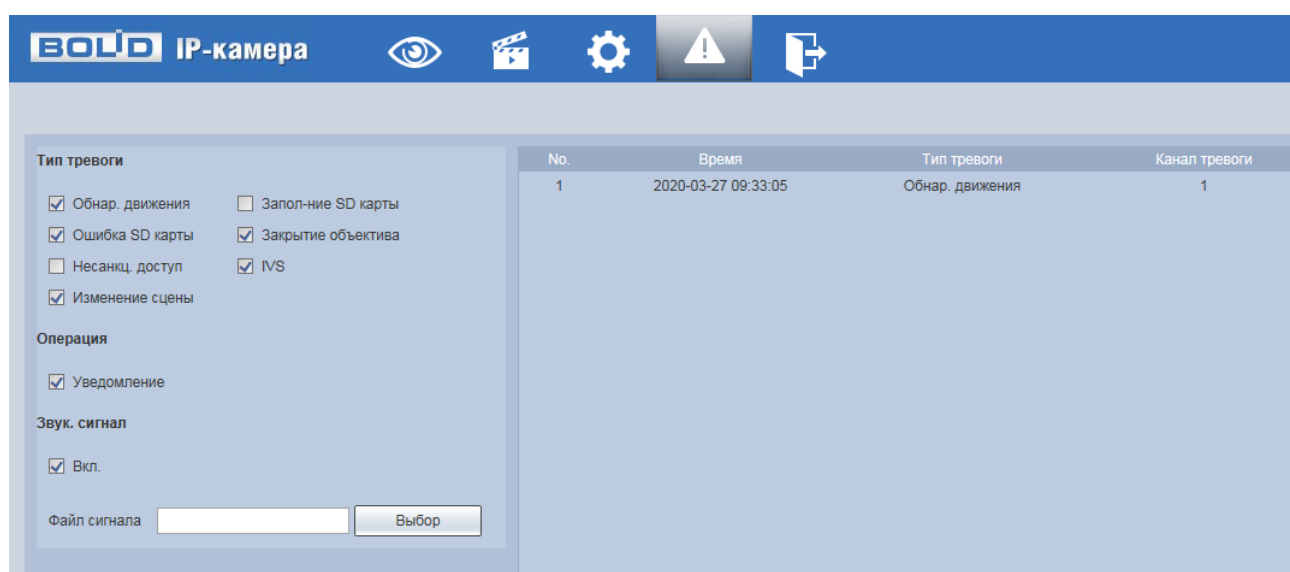 BOLID IP-камера
Тип тревоги
Обнар. движения Запол-ние SD карты
Ошибка SD карты Закрытие объектива
Несанкц. доступ IVS
Изменение сцены
Операция
Уведомление
Звук. сигнал
Вкл.
Файл сигнала Выбор
No. Время Тип тревоги Канал тревоги
1 2020-03-27 09:33:05 Обнар. движения 1